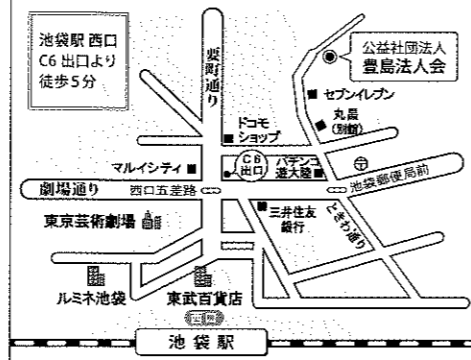 池袋駅 西口
C6 出口より
徒歩5分
要町通り
公益社団法人
豊島法人会
セブンイレブン
丸晨
(別館)
ドコモ
ショップ
C6
出口
パチンコ
遊大陸
マルイシティ
劇場通り
西口五差路
池袋郵便局前
東京芸術劇場
三井住友
銀行
ときわ通り
ルミネ池袋
東武百貨店
池袋駅